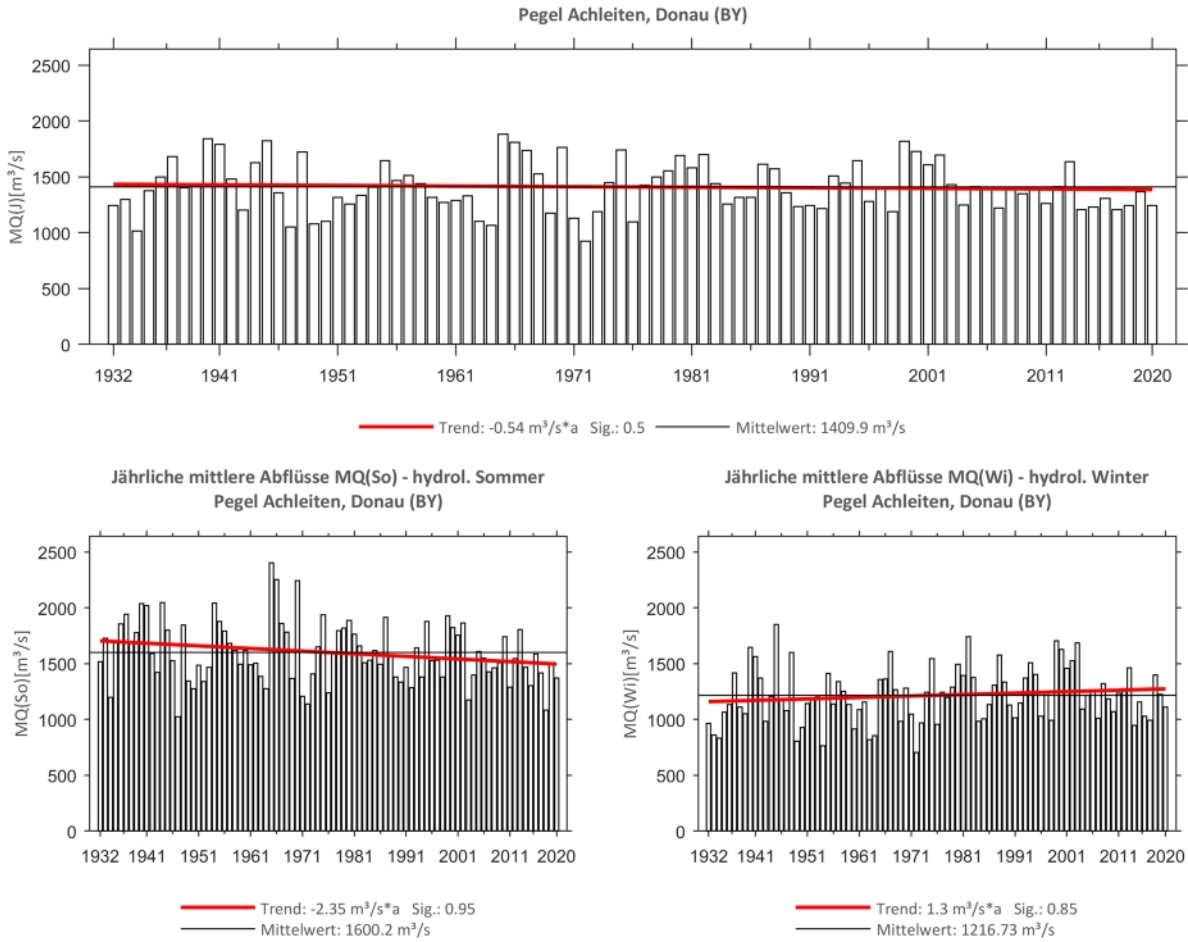 Pegel Achleiten, Donau (BY)
MQ(J)[m³/s]
2500
2000
1500
1000
500
0
1932 1941 1951 1961 1971 1981 1991 2001 2011 2020
Trend: -0.54 m³/s*a Sig.: 0.5 Mittelwert: 1409.9 m³/s
Jährliche mittlere Abflüsse MQ(So) - hydrol. Sommer
Pegel Achleiten, Donau (BY)
MQ(So)[m³/s]
2500
2000
1500
1000
500
0
1932 1941 1951 1961 1971 1981 1991 2001 2011 2020
Trend: -2.35 m³/s*a Sig.: 0.95
Mittelwert: 1600.2 m³/s
Jährliche mittlere Abflüsse MQ(Wi) - hydrol. Winter
Pegel Achleiten, Donau (BY)
MQ(Wi)[m³/s]
2500
2000
1500
1000
500
0
1932 1941 1951 1961 1971 1981 1991 2001 2011 2020
Trend: 1.3 m³/s*a Sig.: 0.85
Mittelwert: 1216.73 m³/s